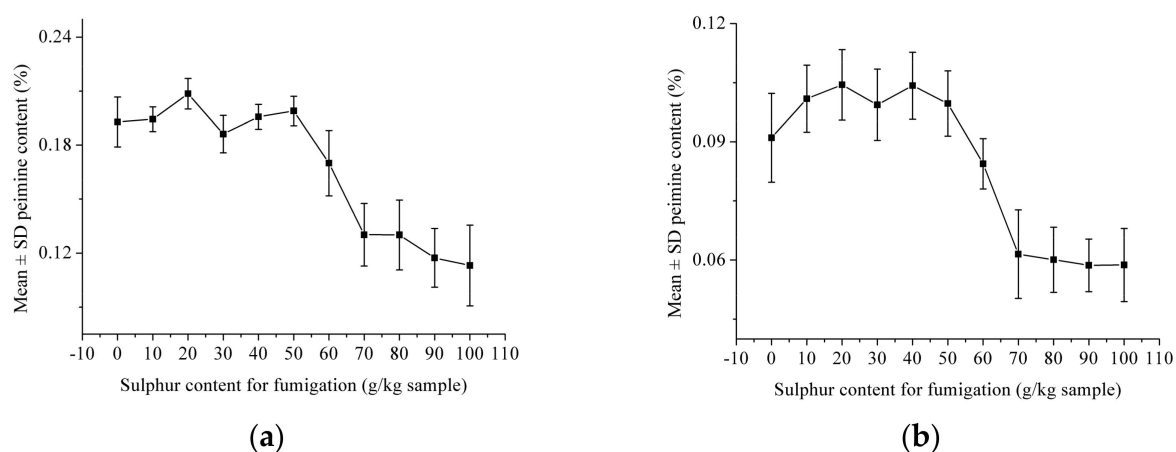 0.24
0.18
0.12
Mean ± SD peimine content (%)
-10 0 10 20 30 40 50 60 70 80 90 100 110
Sulphur content for fumigation (g/kg sample)
(a)
0.12
0.09
0.06
Mean ± SD peimine content (%)
-10 0 10 20 30 40 50 60 70 80 90 100 110
Sulphur content for fumigation (g/kg sample)
(b)